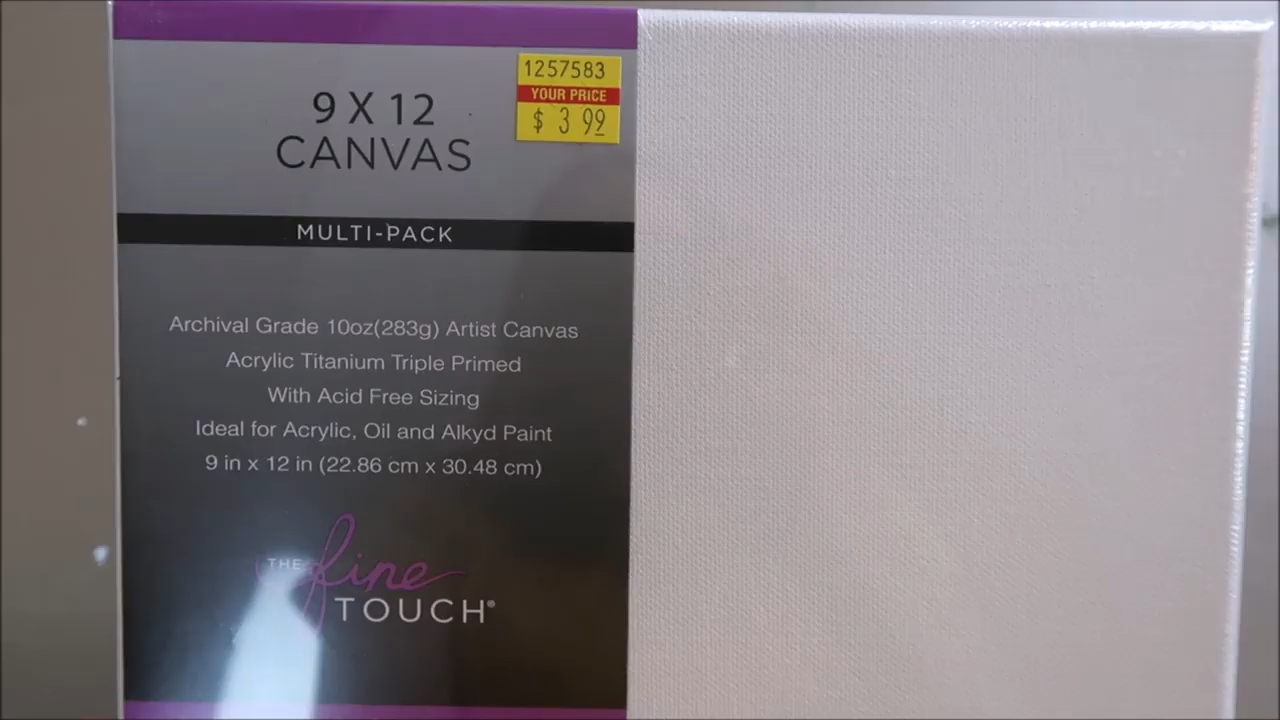 1257583
YOUR PRICE
$ 3 99
9 X 12
CANVAS
MULTI-PACK
Archival Grade 10oz(283g) Artist Canvas
Acrylic Titanium Triple Primed
With Acid Free Sizing
Ideal for Acrylic, Oil and Alkyd Paint
9 in x 12 in (22.86 cm x 30.48 cm)
THE fine
TOUCH®